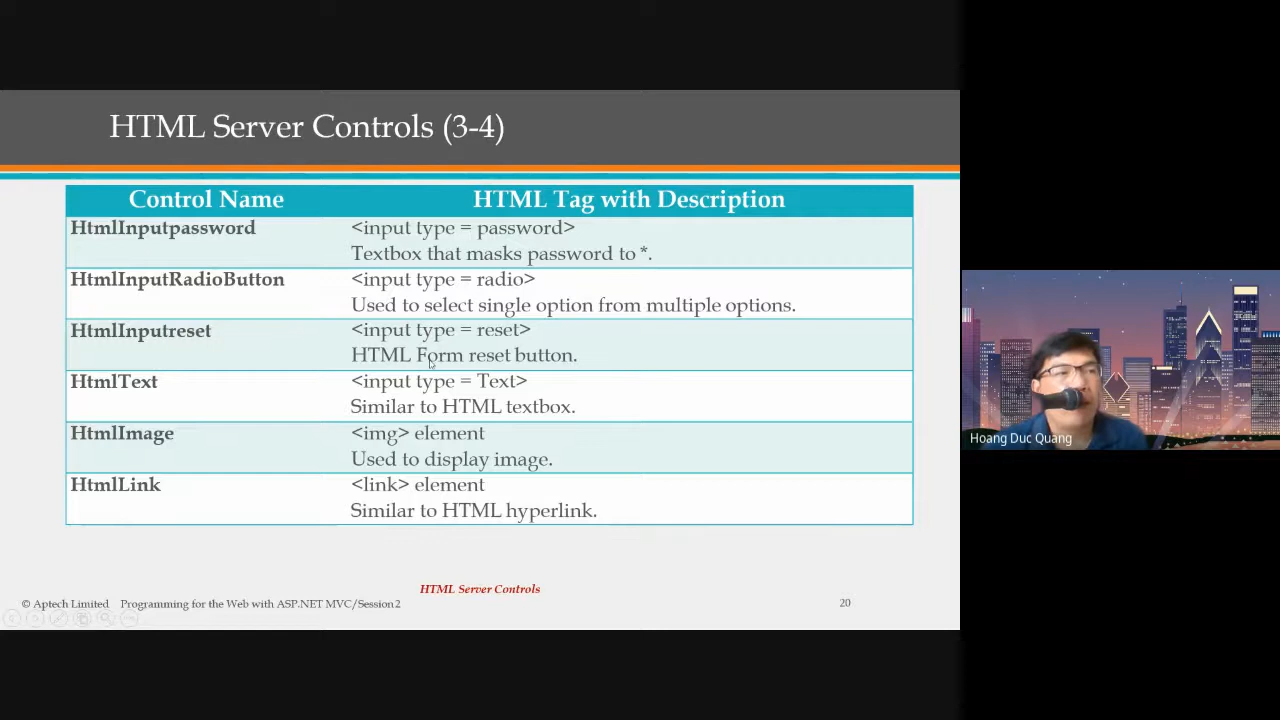 HTML Server Controls (3-4)
Control Name HTML Tag with Description
HtmlInputpassword <input type = password>
Textbox that masks password to *.
HtmlInputRadioButton <input type = radio>
Used to select single option from multiple options.
HtmlInputreset <input type = reset>
HTML Form reset button.
HtmlText <input type = Text>
Similar to HTML textbox.
HtmlImage <img> element
Used to display image.
HtmlLink <link> element
Similar to HTML hyperlink.
HTML Server Controls
© Aptech Limited Programming for the Web with ASP.NET MVC/Session 2 20
Hoang Duc Quang